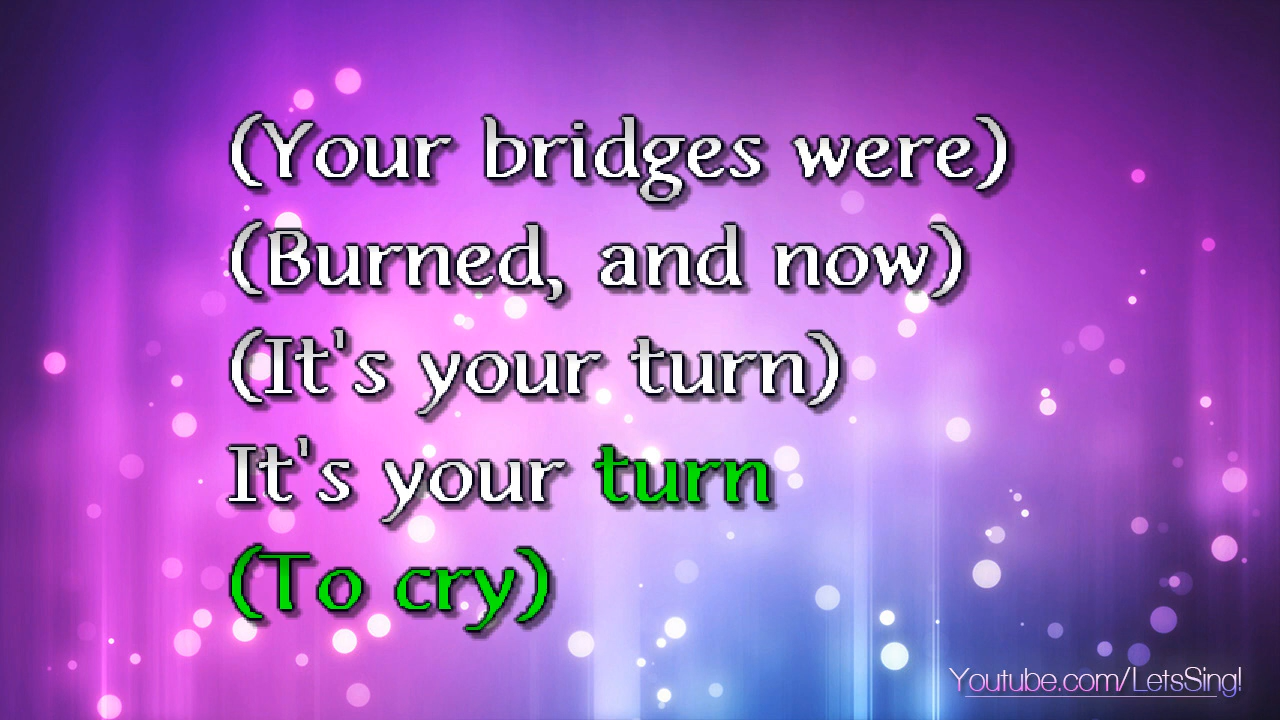 (Your bridges were)
(Burned, and now)
(It's your turn)
It's your turn
(To cry)
Youtube.com/LetsSing!